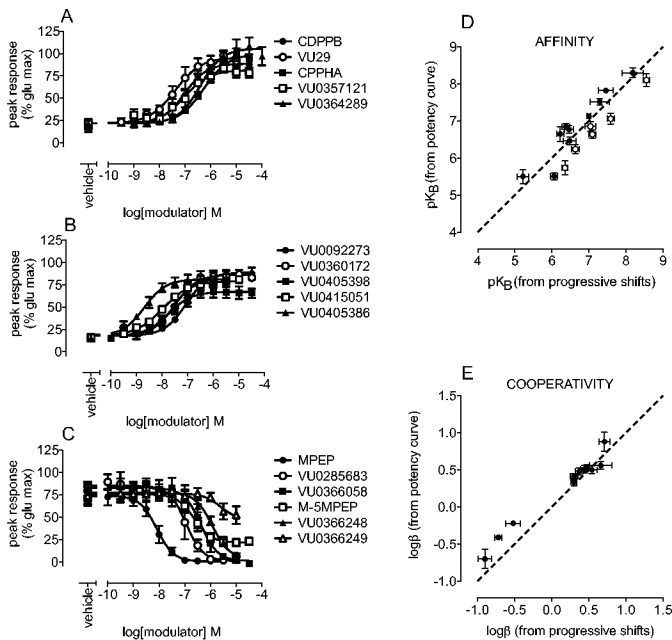 A
peak response
(% glu max)
125
100
75
50
25
0
vehicle
-10 -9 -8 -7 -6 -5 -4
log[modulator] M
CDPPB
VU29
CPPHA
VU0357121
VU0364289
B
peak response
(% glu max)
125
100
75
50
25
0
vehicle
-10 -9 -8 -7 -6 -5 -4
log[modulator] M
VU0092273
VU0360172
VU0405398
VU0415051
VU0405386
C
peak response
(% glu max)
125
100
75
50
25
0
vehicle
-10 -9 -8 -7 -6 -5 -4
log[modulator] M
MPEP
VU0285683
VU0366058
M-5MPEP
VU0366248
VU0366249
D
AFFINITY
pKB (from potency curve)
9
8
7
6
5
4
4 5 6 7 8 9
pKB (from progressive shifts)
E
COOPERATIVITY
logβ (from potency curve)
1.5
1.0
0.5
0.0
-0.5
-1.0
-1.0 -0.5 0.0 0.5 1.0 1.5
logβ (from progressive shifts)